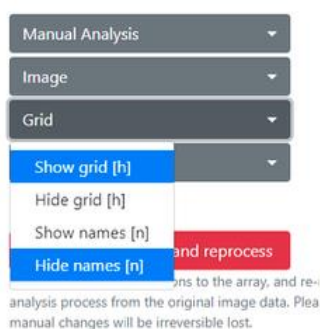 Manual Analysis
Image
Grid
Show grid [h]
Hide grid [h]
Show names [n]
Hide names [n]
and reprocess
ons to the array, and re-
analysis process from the original image data. Plea
manual changes will be irreversible lost.